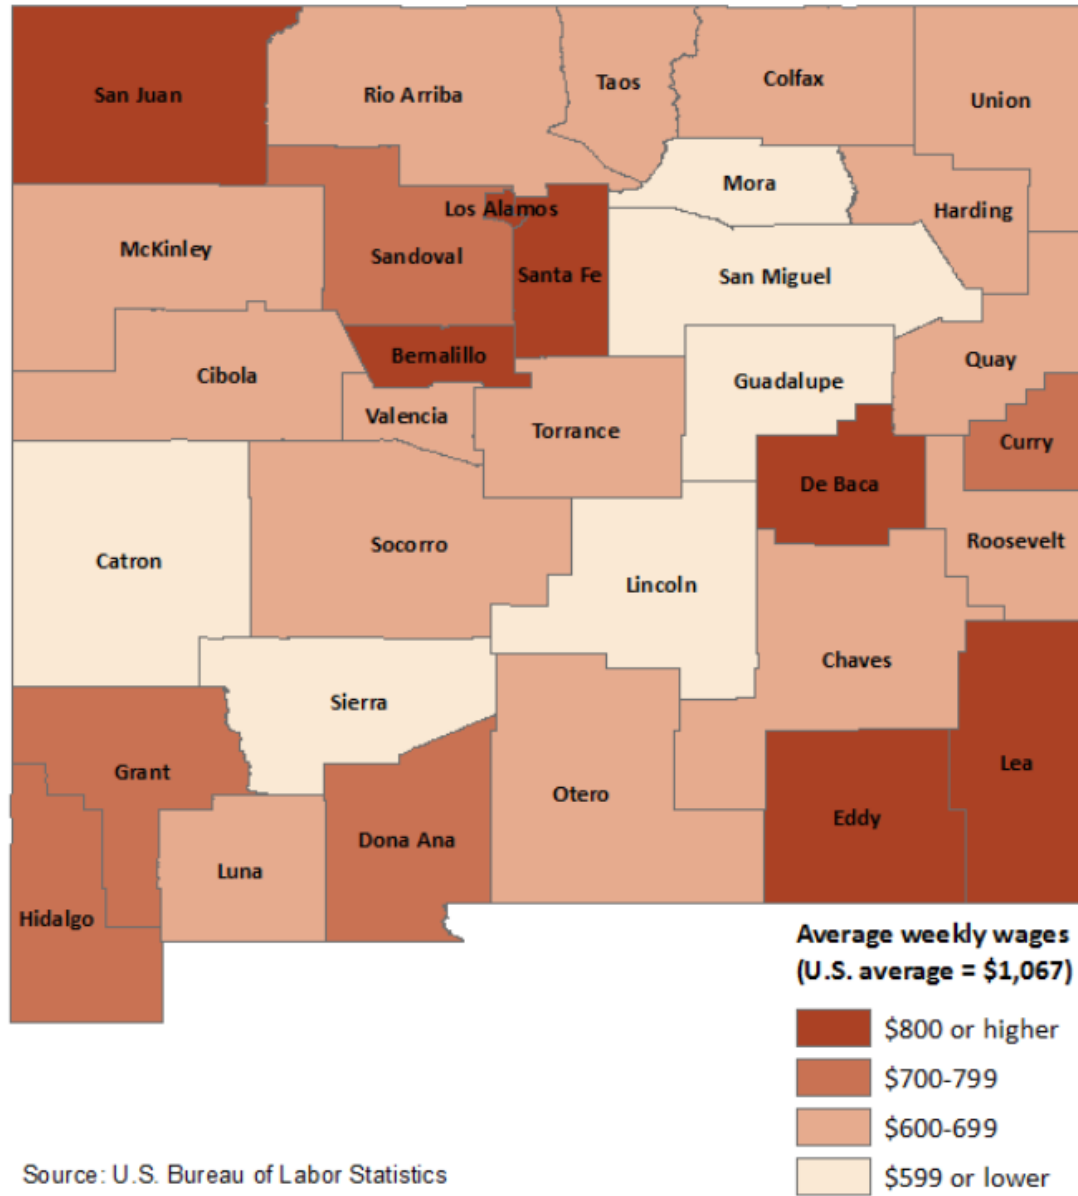 San Juan
Rio Arriba
Taos
Colfax
Union
Mora
Los Alamos
Harding
McKinley
Sandoval
Santa Fe
San Miguel
Bernalillo
Quay
Cibola
Guadalupe
Valencia
Torrance
Curry
De Baca
Catron
Socorro
Roosevelt
Lincoln
Chaves
Sierra
Grant
Lea
Otero
Eddy
Dona Ana
Luna
Hidalgo
Average weekly wages
(U.S. average = $1,067)
$800 or higher
$700-799
$600-699
$599 or lower
Source: U.S. Bureau of Labor Statistics